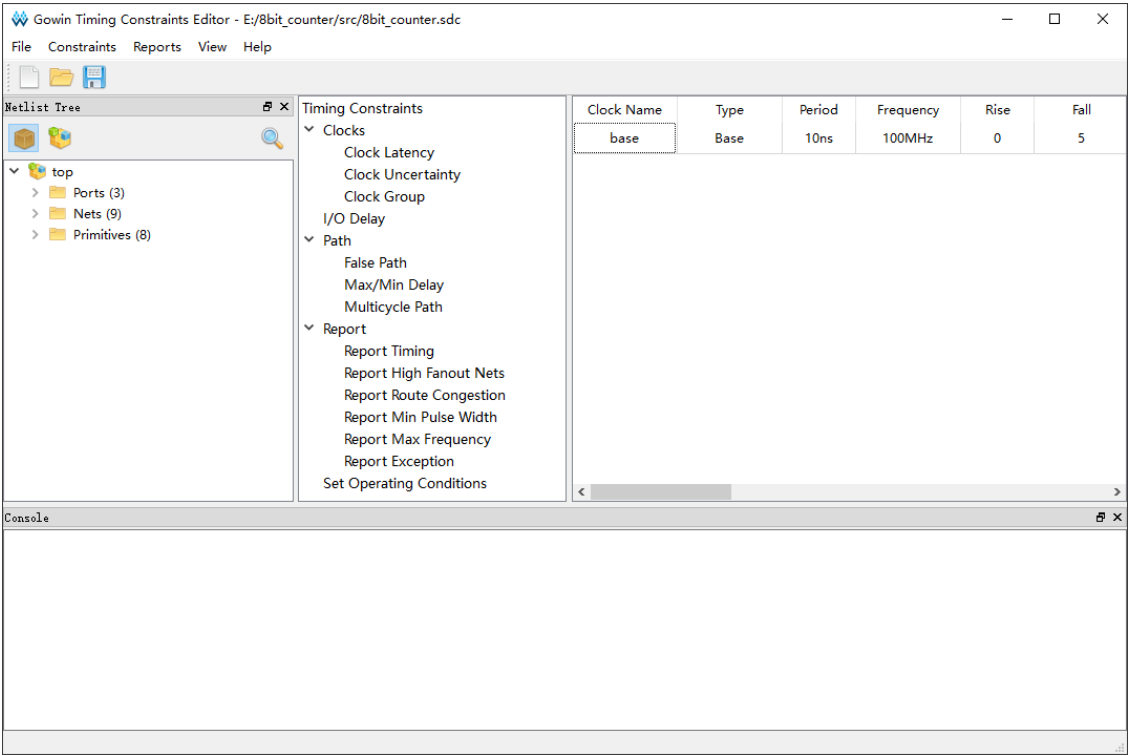 Gowin Timing Constraints Editor - E:/8bit_counter/src/8bit_counter.sdc
File Constraints Reports View Help
Netlist Tree
top
Ports (3)
Nets (9)
Primitives (8)
Timing Constraints
Clocks
Clock Latency
Clock Uncertainty
Clock Group
I/O Delay
Path
False Path
Max/Min Delay
Multicycle Path
Report
Report Timing
Report High Fanout Nets
Report Route Congestion
Report Min Pulse Width
Report Max Frequency
Report Exception
Set Operating Conditions
Clock Name Type Period Frequency Rise Fall
base Base 10ns 100MHz 0 5
Console